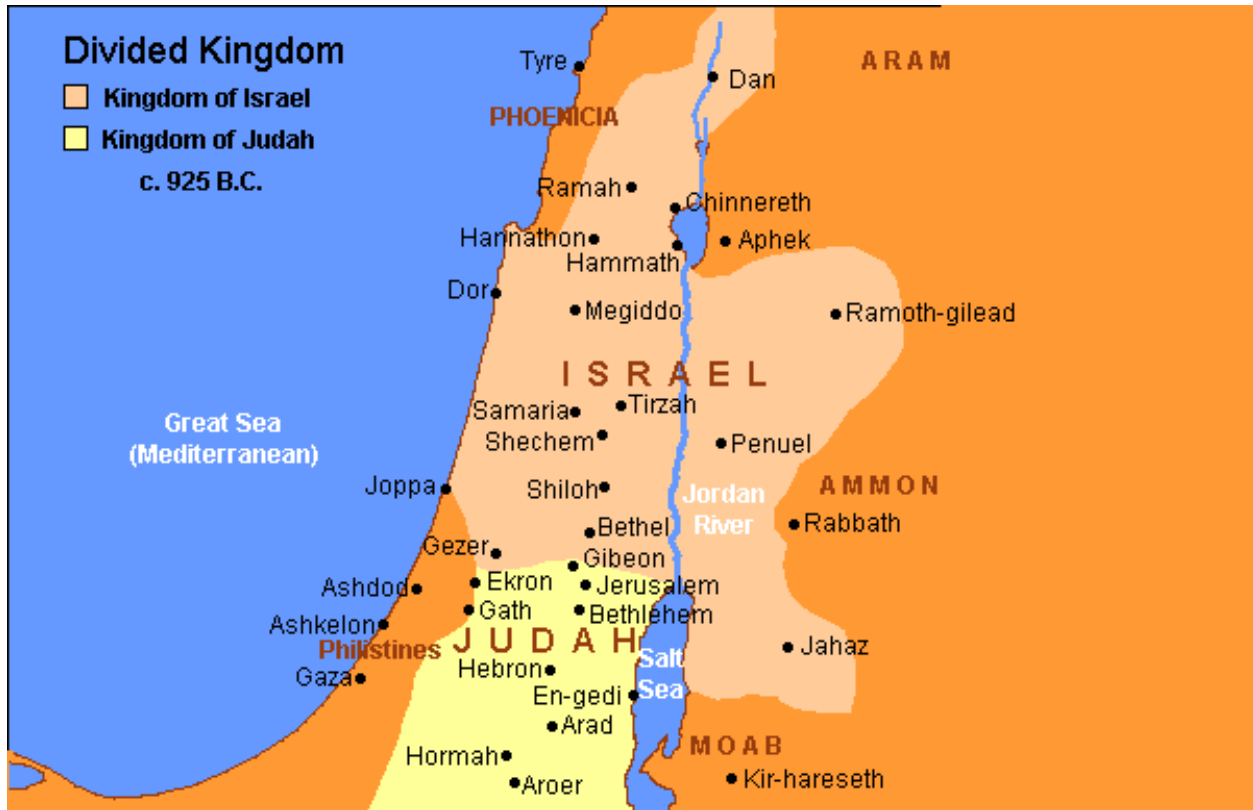 Divided Kingdom
Kingdom of Israel
Kingdom of Judah
c. 925 B.C.
Tyre
Dan
ARAM
PHOENICIA
Ramah
Chinnereth
Hannathon
Aphek
Hammath
Dor
Megiddo
Ramoth-gilead
ISRAEL
Samaria
Tirzah
Great Sea
(Mediterranean)
Shechem
Penuel
Joppa
Shiloh
Jordan
River
AMMON
Rabbath
Bethel
Gezer
Gibeon
Ashdod
Ekron
Jerusalem
Gath
Bethlehem
Ashkelon
Philistines
JUDAH
Salt
Sea
Jahaz
Hebron
Gaza
En-gedi
Arad
MOAB
Hormah
Kir-hareseth
Aroer